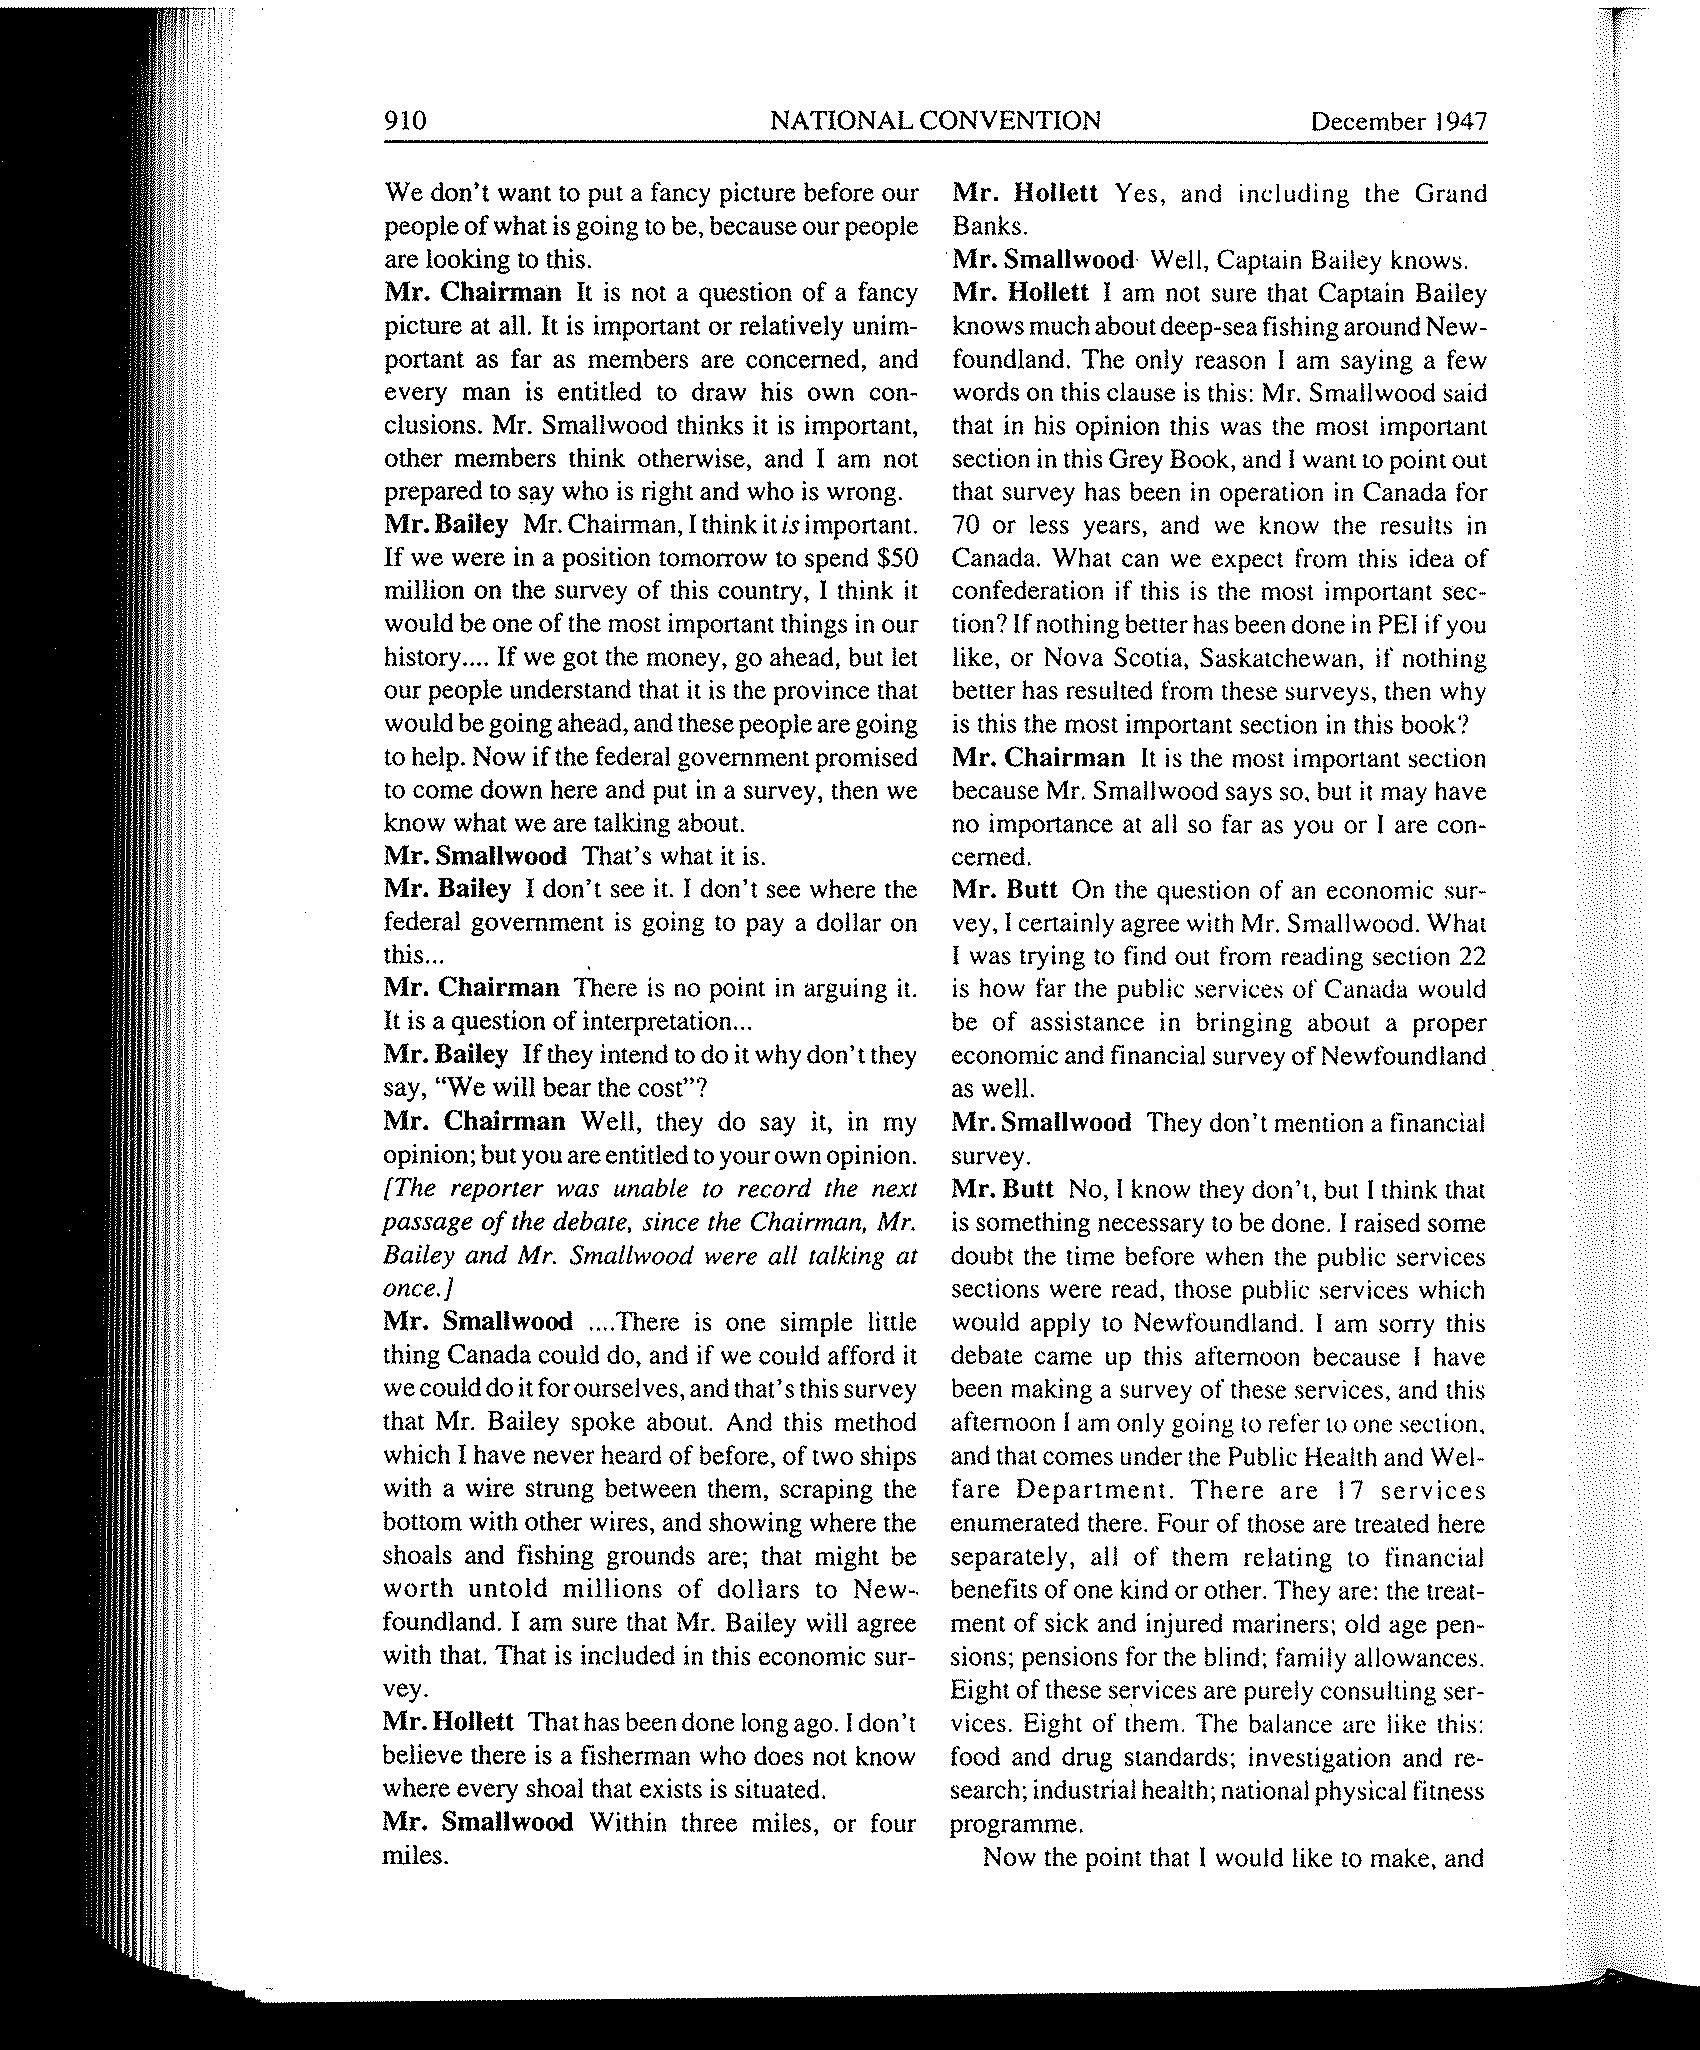 910 NATIONAL CONVENTION December 1947
We don't want to put a fancy picture before our
people of what is going to be, because our people
are looking to this.
Mr. Chairman It is not a question of a fancy
picture at all. It is important or relatively unim-
portant as far as members are concerned, and
every man is entitled to draw his own con-
clusions. Mr. Smallwood thinks it is important,
other members think otherwise, and I am not
prepared to say who is right and who is wrong.
Mr. Bailey Mr. Chairman, I think it is important.
If we were in a position tomorrow to spend $50
million on the survey of this country, I think it
would be one of the most important things in our
history.... If we got the money, go ahead, but let
our people understand that it is the province that
would be going ahead, and these people are going
to help. Now if the federal government promised
to come down here and put in a survey, then we
know what we are talking about.
Mr. Smallwood That's what it is.
Mr. Bailey I don't see it. I don't see where the
federal government is going to pay a dollar on
this...
Mr. Chairman There is no point in arguing it.
It is a question of interpretation...
Mr. Bailey If they intend to do it why don't they
say, "We will bear the cost"?
Mr. Chairman Well, they do say it, in my
opinion; but you are entitled to your own opinion.
[The reporter was unable to record the next
passage of the debate, since the Chairman, Mr.
Bailey and Mr. Smallwood were all talking at
once.]
Mr. Smallwood ....There is one simple little
thing Canada could do, and if we could afford it
we could do it for ourselves, and that's this survey
that Mr. Bailey spoke about. And this method
which I have never heard of before, of two ships
with a wire strung between them, scraping the
bottom with other wires, and showing where the
shoals and fishing grounds are; that might be
worth untold millions of dollars to New-
foundland. I am sure that Mr. Bailey will agree
with that. That is included in this economic sur-
vey.
Mr. Hollett That has been done long ago. I don't
believe there is a fisherman who does not know
where every shoal that exists is situated.
Mr. Smallwood Within three miles, or four
miles.
Mr. Hollett Yes, and including the Grand
Banks.
Mr. Smallwood Well, Captain Bailey knows.
Mr. Hollett I am not sure that Captain Bailey
knows much about deep-sea fishing around New-
foundland. The only reason I am saying a few
words on this clause is this: Mr. Smallwood said
that in his opinion this was the most important
section in this Grey Book, and I want to point out
that survey has been in operation in Canada for
70 or less years, and we know the results in
Canada. What can we expect from this idea of
confederation if this is the most important sec-
tion? If nothing better has been done in PEI if you
like, or Nova Scotia, Saskatchewan, if nothing
better has resulted from these surveys, then why
is this the most important section in this book?
Mr. Chairman It is the most important section
because Mr. Smallwood says so, but it may have
no importance at all so far as you or I are con-
cerned.
Mr. Butt On the question of an economic sur-
vey, I certainly agree with Mr. Smallwood. What
I was trying to find out from reading section 22
is how far the public services of Canada would
be of assistance in bringing about a proper
economic and financial survey of Newfoundland
as well.
Mr. Smallwood They don't mention a financial
survey.
Mr. Butt No, I know they don't, but I think that
is something necessary to be done. I raised some
doubt the time before when the public services
sections were read, those public services which
would apply to Newfoundland. I am sorry this
debate came up this afternoon because I have
been making a survey of these services, and this
afternoon I am only going to refer to one section,
and that comes under the Public Health and Wel-
fare Department. There are 17 services
enumerated there. Four of those are treated here
separately, all of them relating to financial
benefits of one kind or other. They are: the treat-
ment of sick and injured mariners; old age pen-
sions; pensions for the blind; family allowances.
Eight of these services are purely consulting ser-
vices. Eight of them. The balance are like this:
food and drug standards; investigation and re-
search; industrial health; national physical fitness
programme.
Now the point that I would like to make, and